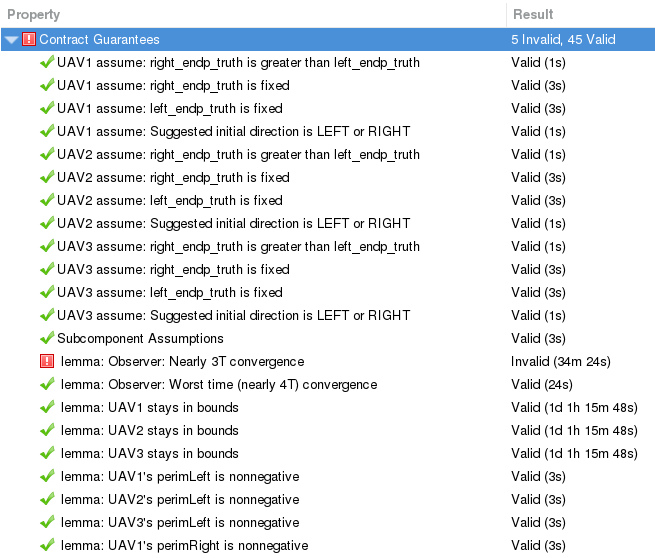 Property Result
Contract Guarantees 5 Invalid, 45 Valid
UAV1 assume: right_endp_truth is greater than left_endp_truth Valid (1s)
UAV1 assume: right_endp_truth is fixed Valid (3s)
UAV1 assume: left_endp_truth is fixed Valid (3s)
UAV1 assume: Suggested initial direction is LEFT or RIGHT Valid (1s)
UAV2 assume: right_endp_truth is greater than left_endp_truth Valid (1s)
UAV2 assume: right_endp_truth is fixed Valid (3s)
UAV2 assume: left_endp_truth is fixed Valid (3s)
UAV2 assume: Suggested initial direction is LEFT or RIGHT Valid (1s)
UAV3 assume: right_endp_truth is greater than left_endp_truth Valid (1s)
UAV3 assume: right_endp_truth is fixed Valid (3s)
UAV3 assume: left_endp_truth is fixed Valid (3s)
UAV3 assume: Suggested initial direction is LEFT or RIGHT Valid (1s)
Subcomponent Assumptions Valid (3s)
lemma: Observer: Nearly 3T convergence Invalid (34m 24s)
lemma: Observer: Worst time (nearly 4T) convergence Valid (24s)
lemma: UAV1 stays in bounds Valid (1d 1h 15m 48s)
lemma: UAV2 stays in bounds Valid (1d 1h 15m 48s)
lemma: UAV3 stays in bounds Valid (1d 1h 15m 48s)
lemma: UAV1's perimLeft is nonnegative Valid (3s)
lemma: UAV2's perimLeft is nonnegative Valid (3s)
lemma: UAV3's perimLeft is nonnegative Valid (3s)
lemma: UAV1's perimRight is nonnegative Valid (3s)